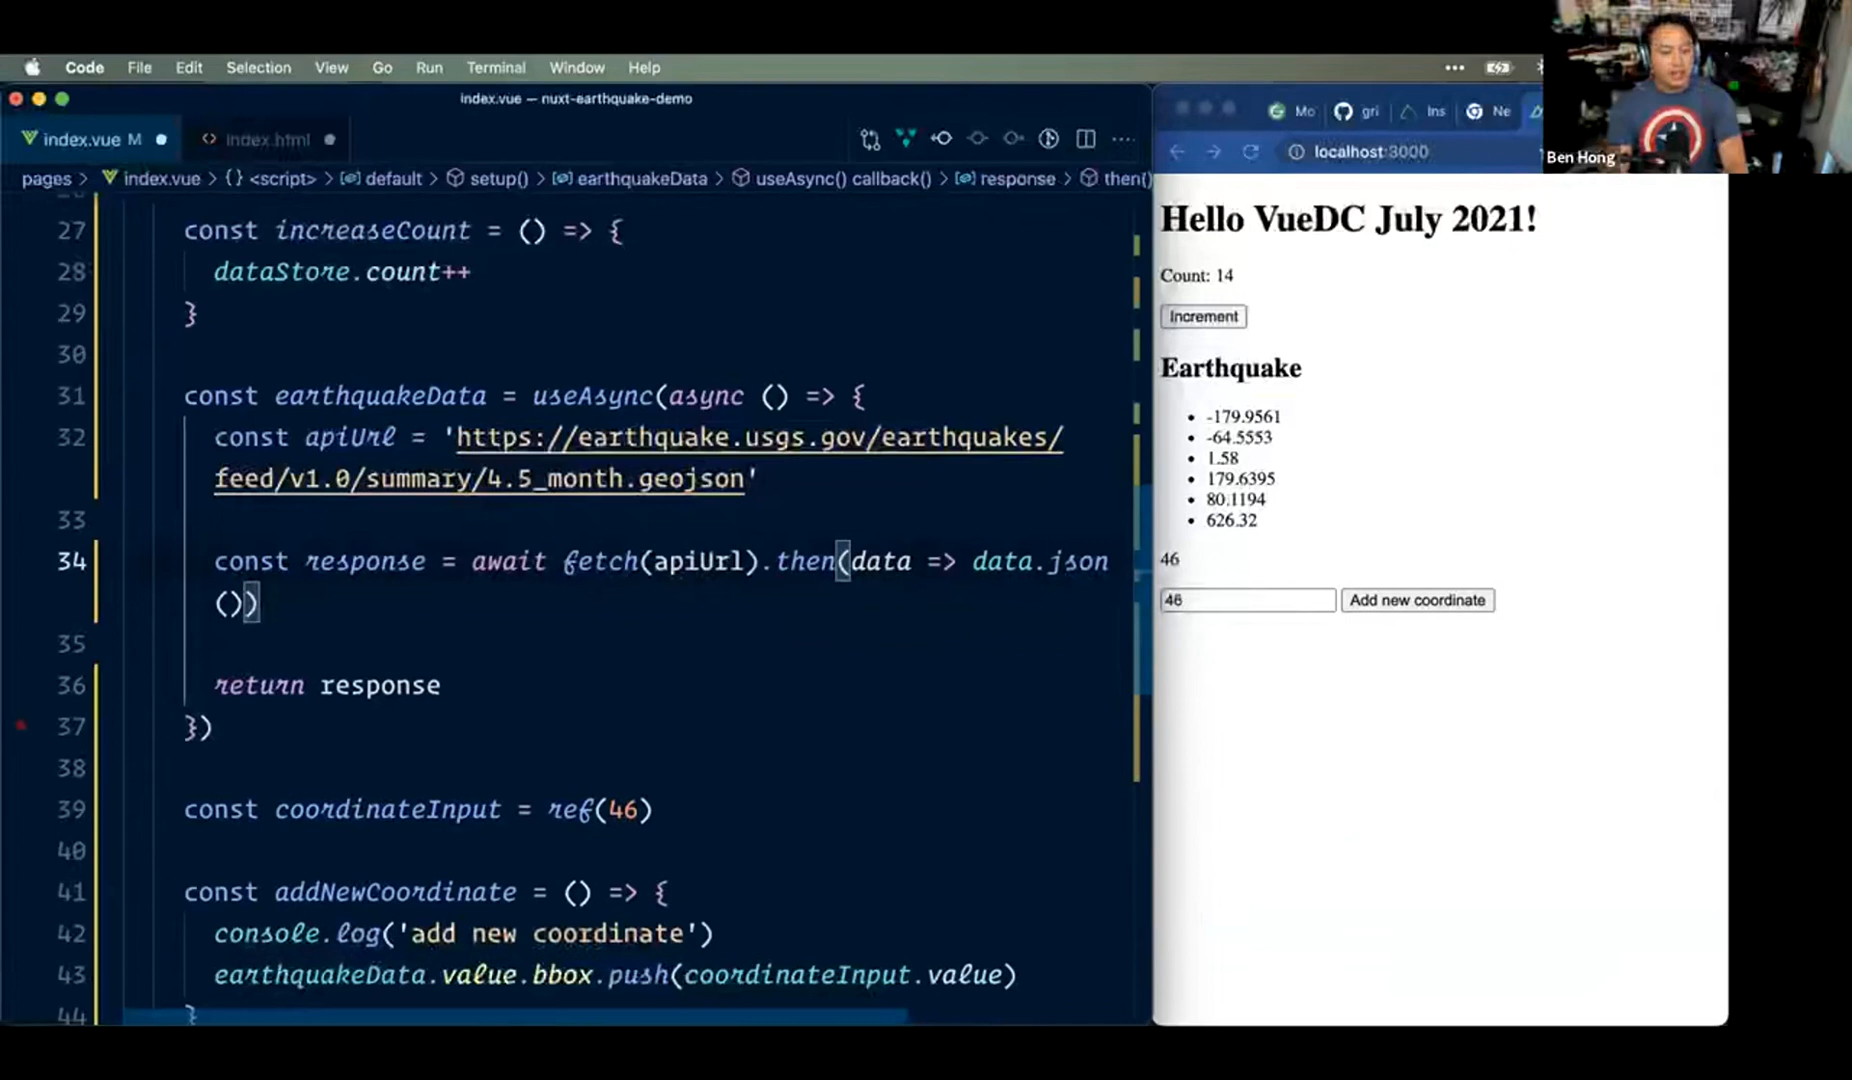 Code File Edit Selection View Go Run Terminal Window Help
index.vue — nuxt-earthquake-demo
index.vue M index.html
pages > index.vue > {} <script> > default > setup() > earthquakeData > useAsync() callback() > response > then()
27 const increaseCount = () => {
28 dataStore.count++
29 }
30
31 const earthquakeData = useAsync(async () => {
32 const apiUrl = 'https://earthquake.usgs.gov/earthquakes/
feed/v1.0/summary/4.5_month.geojson'
33
34 const response = await fetch(apiUrl).then(data => data.json
())
35
36 return response
37 })
38
39 const coordinateInput = ref(46)
40
41 const addNewCoordinate = () => {
42 console.log('add new coordinate')
43 earthquakeData.value.bbox.push(coordinateInput.value)
44 }
Mo gri Ins Ne
localhost:3000
Ben Hong
Hello VueDC July 2021!
Count: 14
Increment
Earthquake
-179.9561
-64.5553
1.58
179.6395
80.1194
626.32
46
46 Add new coordinate